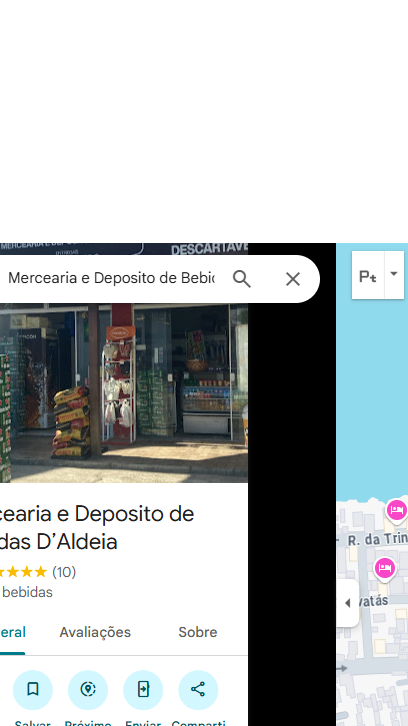 MERCEARIA E DEP
DESCARTAVE
Mercearia e Deposito de Bebic
Pt
cearia e Deposito de
das D'Aldeia
(10)
bebidas
eral
Avaliações
Sobre
Salvar
Próximo
Enviar
Comparti
R. da Trin
vatás